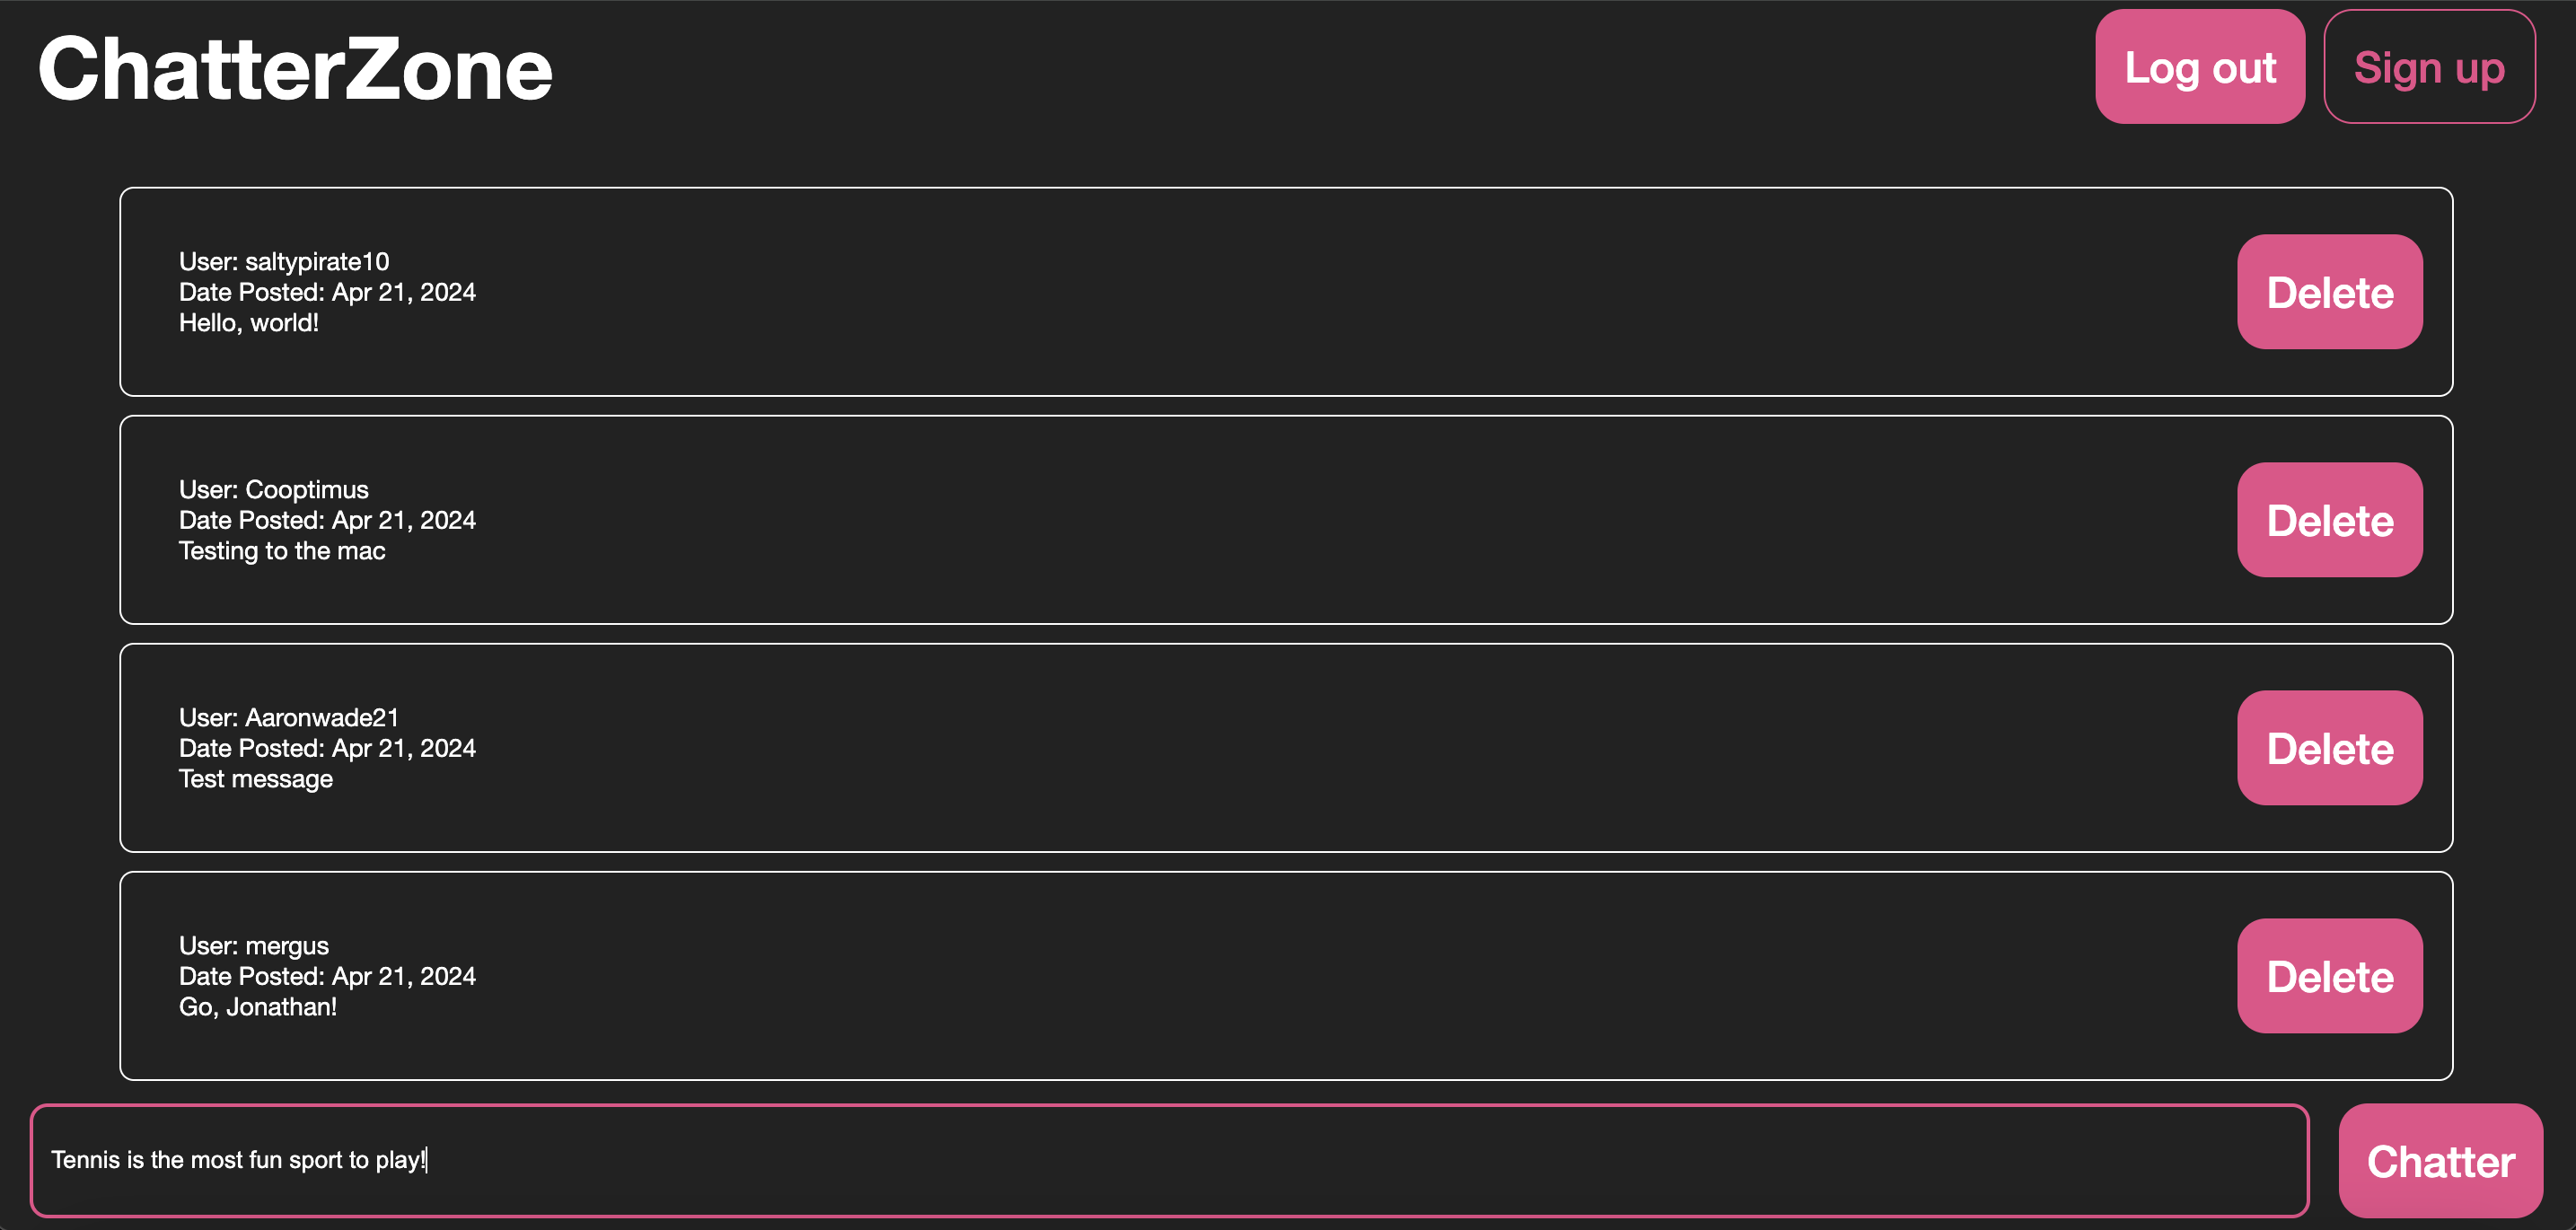 ChatterZone
Log out
Sign up
User: saltypirate10
Date Posted: Apr 21, 2024
Hello, world!
Delete
User: Cooptimus
Date Posted: Apr 21, 2024
Testing to the mac
Delete
User: Aaronwade21
Date Posted: Apr 21, 2024
Test message
Delete
User: mergus
Date Posted: Apr 21, 2024
Go, Jonathan!
Delete
Tennis is the most fun sport to play!
Chatter